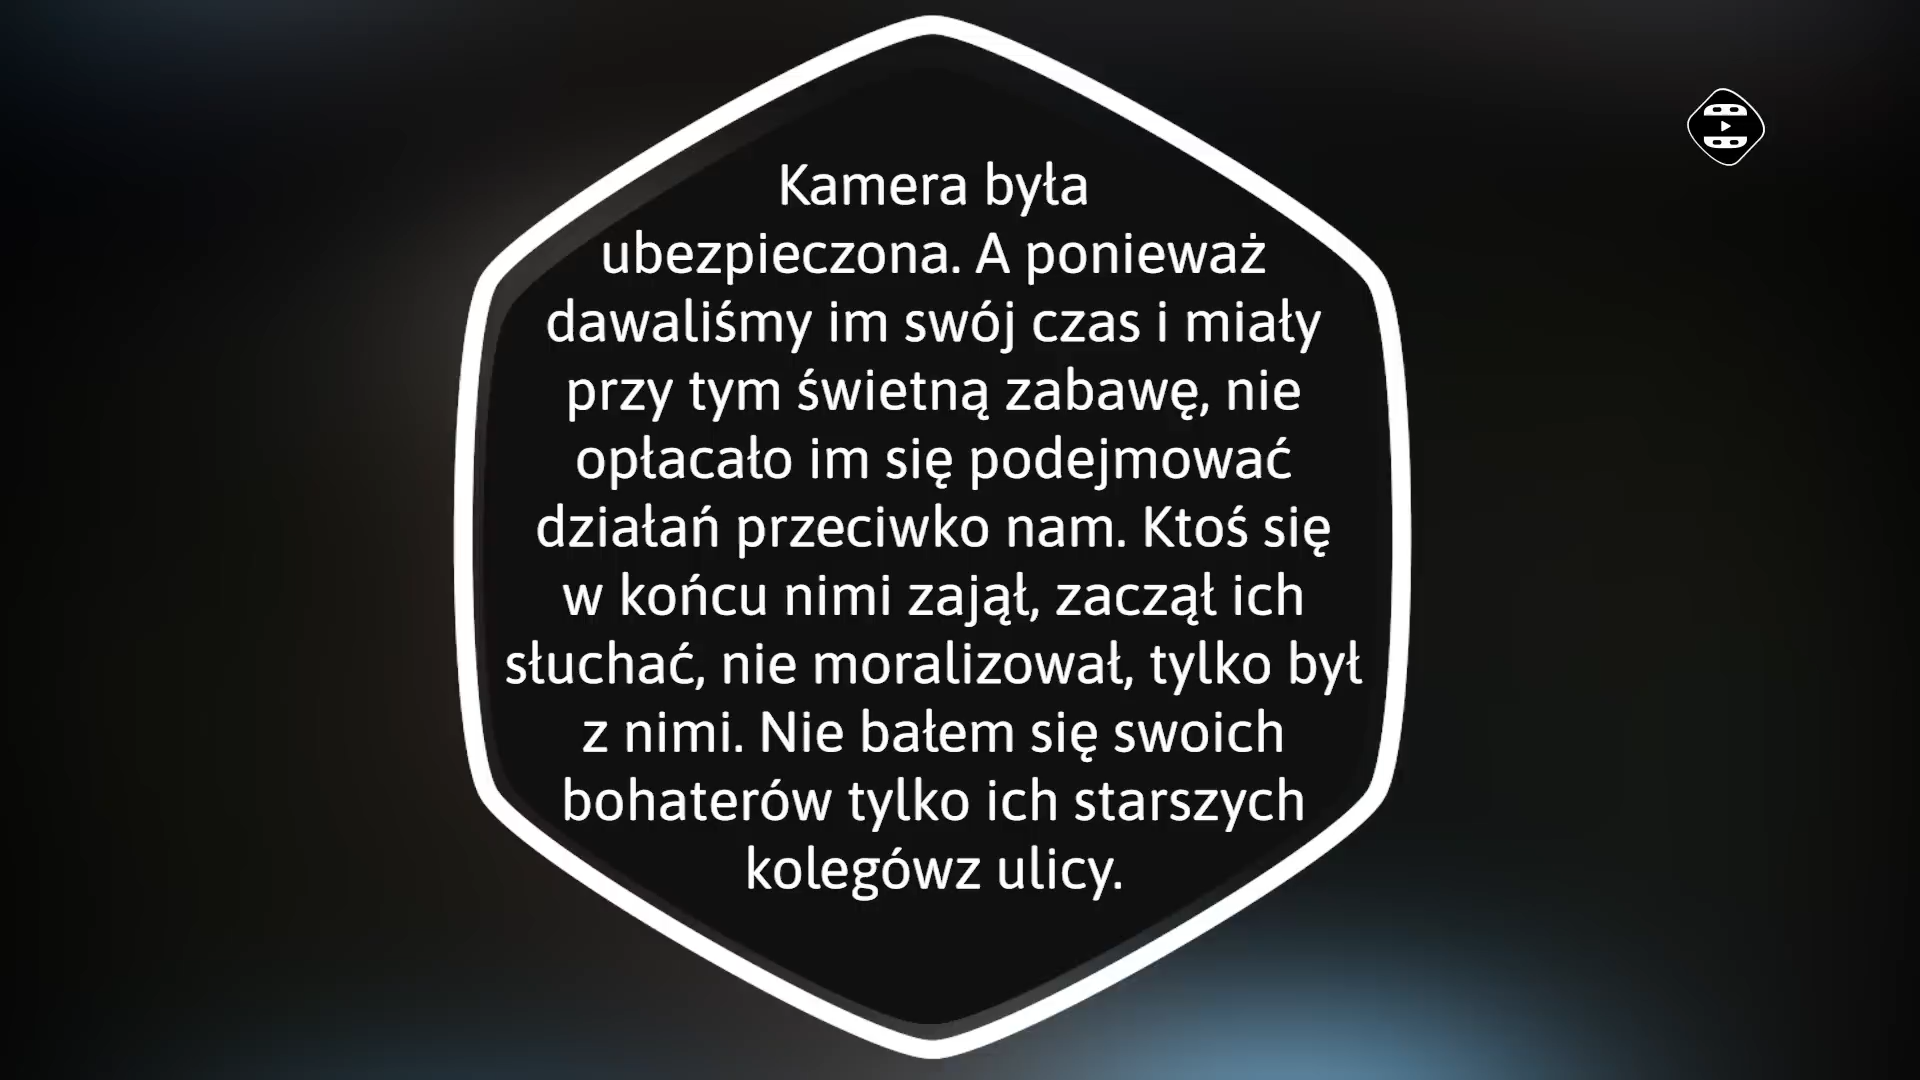 Kamera była
ubezpieczona. A ponieważ
dawaliśmy im swój czas i miały
przy tym świetną zabawę, nie
opłacało im się podejmować
działań przeciwko nam. Ktoś się
w końcu nimi zajął, zaczął ich
słuchać, nie moralizował, tylko był
z nimi. Nie bałem się swoich
bohaterów tylko ich starszych
kolegówz ulicy.